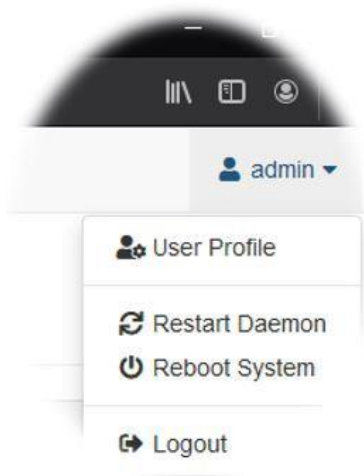 admin
User Profile
Restart Daemon
Reboot System
Logout